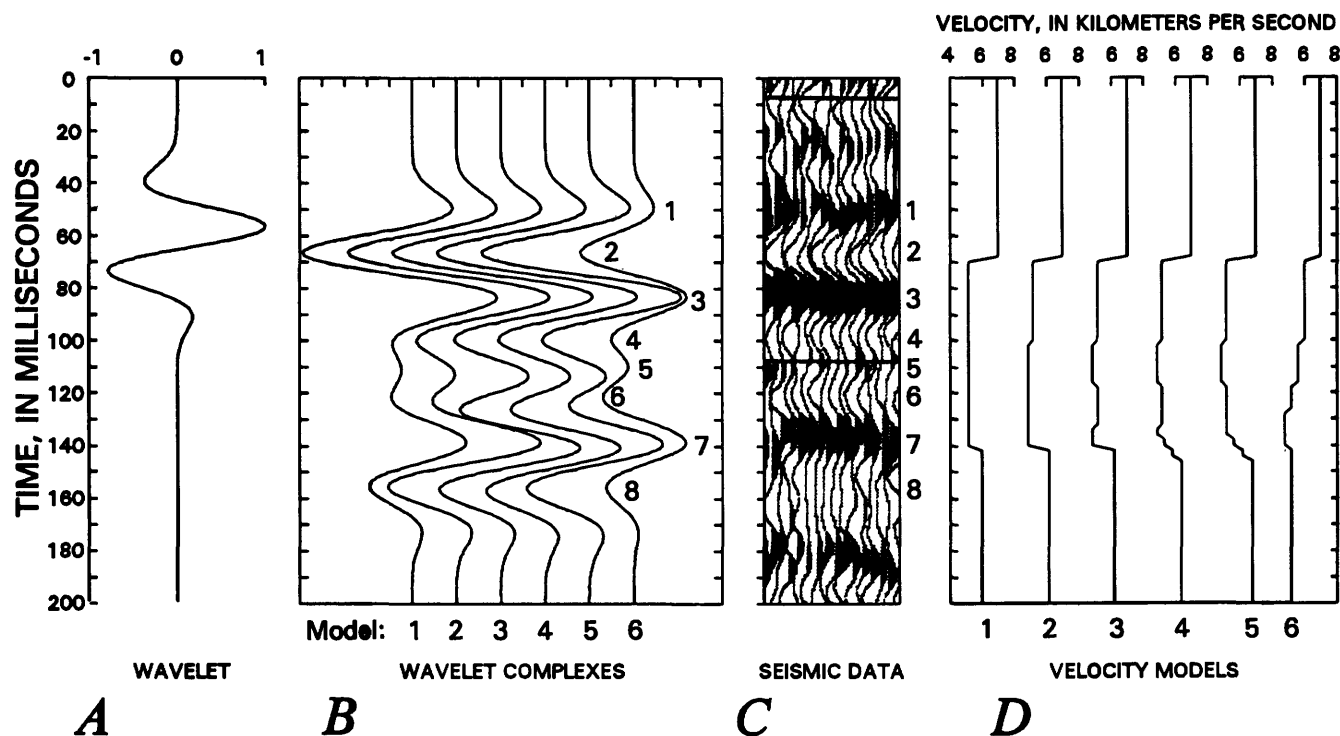 VELOCITY, IN KILOMETERS PER SECOND
-1 0 1
4 6 8 6 8 6 8 6 8 6 8 6 8
TIME, IN MILLISECONDS
0
20
40
60
80
100
120
140
160
180
200
1
2
3
4
5
6
7
8
1
2
3
4
5
6
7
8
Model: 1 2 3 4 5 6
1 2 3 4 5 6
WAVELET
WAVELET COMPLEXES
SEISMIC DATA
VELOCITY MODELS
A
B
C
D